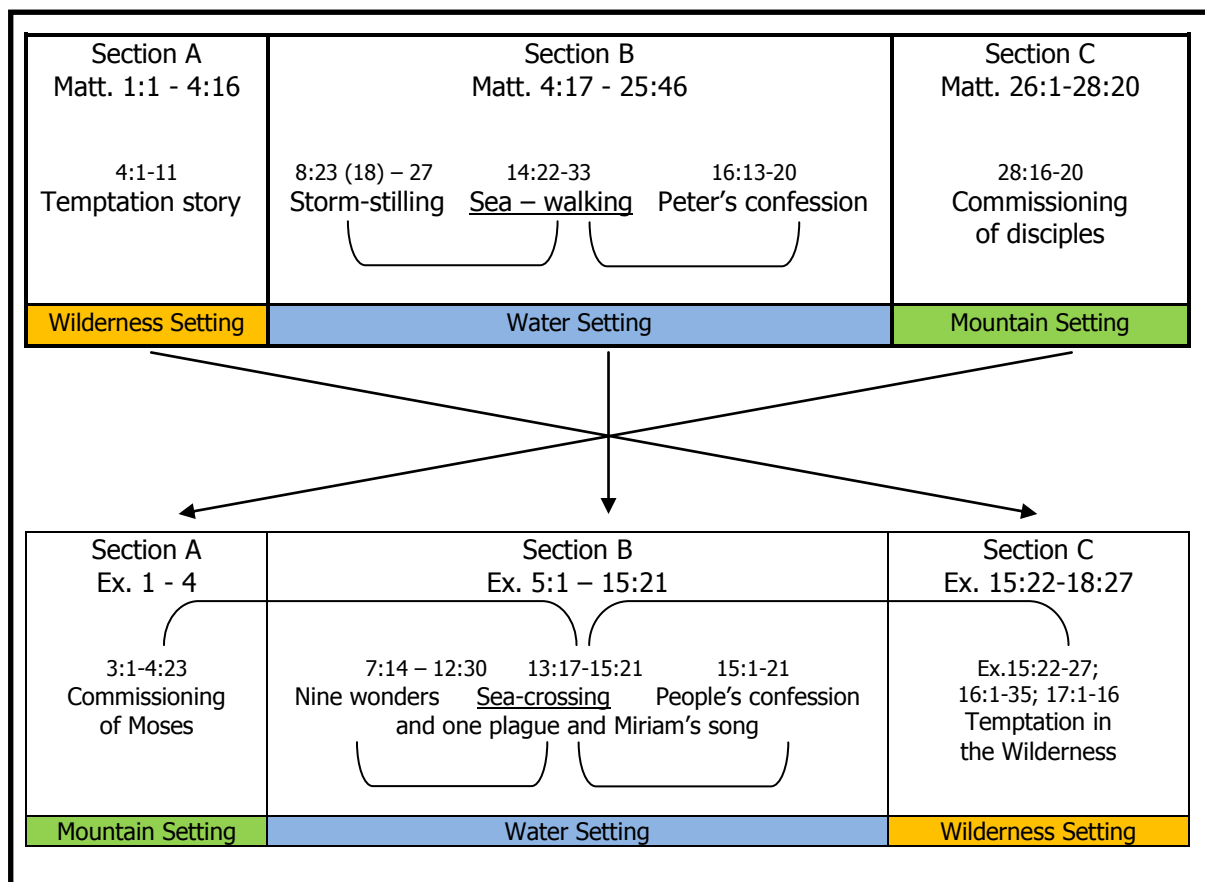 Section A
Matt. 1:1 - 4:16
4:1-11
Temptation story
Wilderness Setting
Section B
Matt. 4:17 - 25:46
8:23 (18) – 27
Storm-stilling
14:22-33
Sea – walking
16:13-20
Peter’s confession
Water Setting
Section C
Matt. 26:1-28:20
28:16-20
Commissioning
of disciples
Mountain Setting
Section A
Ex. 1 - 4
3:1-4:23
Commissioning
of Moses
Mountain Setting
Section B
Ex. 5:1 – 15:21
7:14 – 12:30 13:17-15:21 15:1-21
Nine wonders Sea-crossing People’s confession
and one plague and Miriam’s song
Water Setting
Section C
Ex. 15:22-18:27
Ex.15:22-27;
16:1-35; 17:1-16
Temptation in
the Wilderness
Wilderness Setting